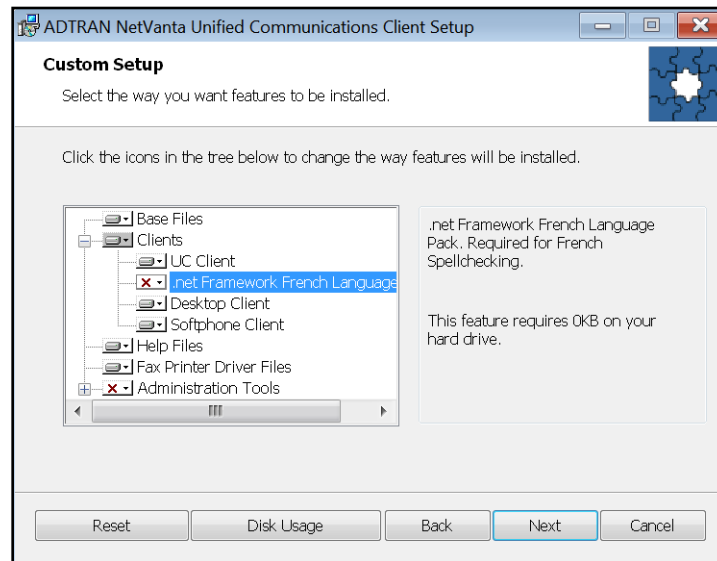 ADTRAN NetVanta Unified Communications Client Setup
Custom Setup
Select the way you want features to be installed.
Click the icons in the tree below to change the way features will be installed.
Base Files
Clients
UC Client
.net Framework French Language
Desktop Client
Softphone Client
Help Files
Fax Printer Driver Files
Administration Tools
.net Framework French Language
Pack. Required for French
Spellchecking.
This feature requires 0KB on your
hard drive.
Reset
Disk Usage
Back
Next
Cancel